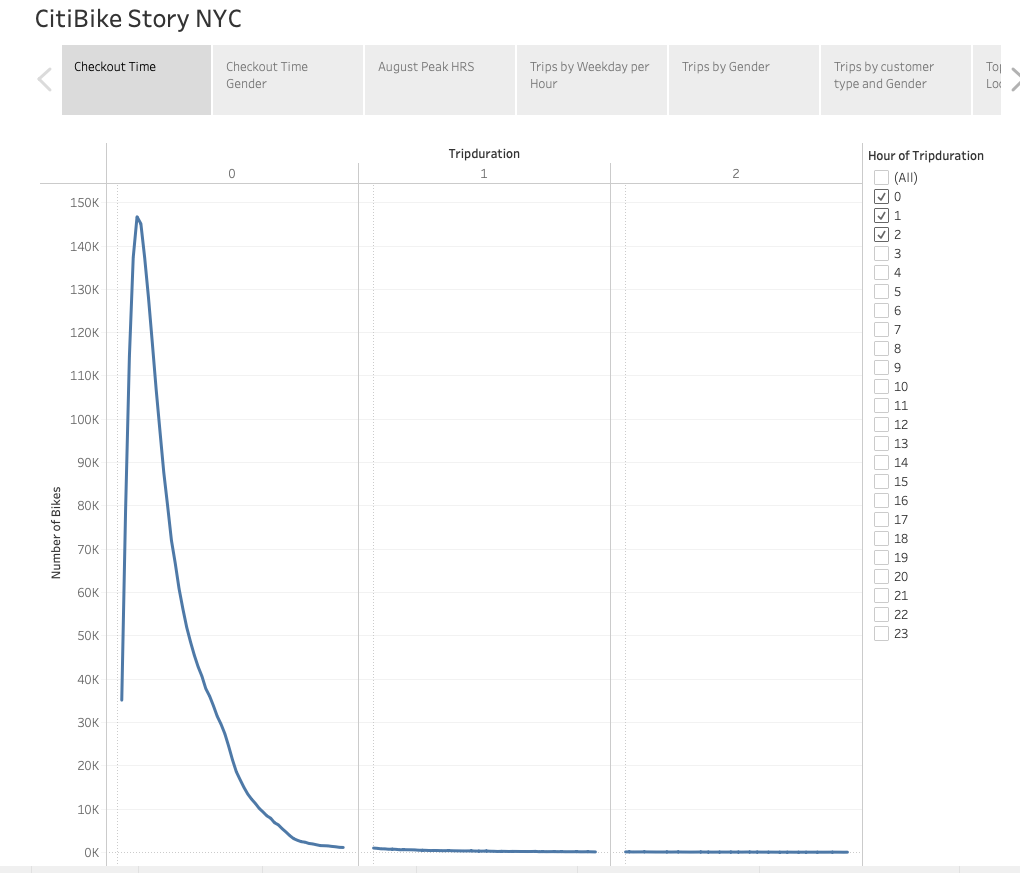 CitiBike Story NYC
Checkout Time
Checkout Time
Gender
August Peak HRS
Trips by Weekday per
Hour
Trips by Gender
Trips by customer
type and Gender
Tripduration
0
1
2
150K
140K
130K
120K
110K
100K
90K
80K
70K
60K
50K
40K
30K
20K
10K
0K
Number of Bikes
Hour of Tripduration
(All)
0
1
2
3
4
5
6
7
8
9
10
11
12
13
14
15
16
17
18
19
20
21
22
23